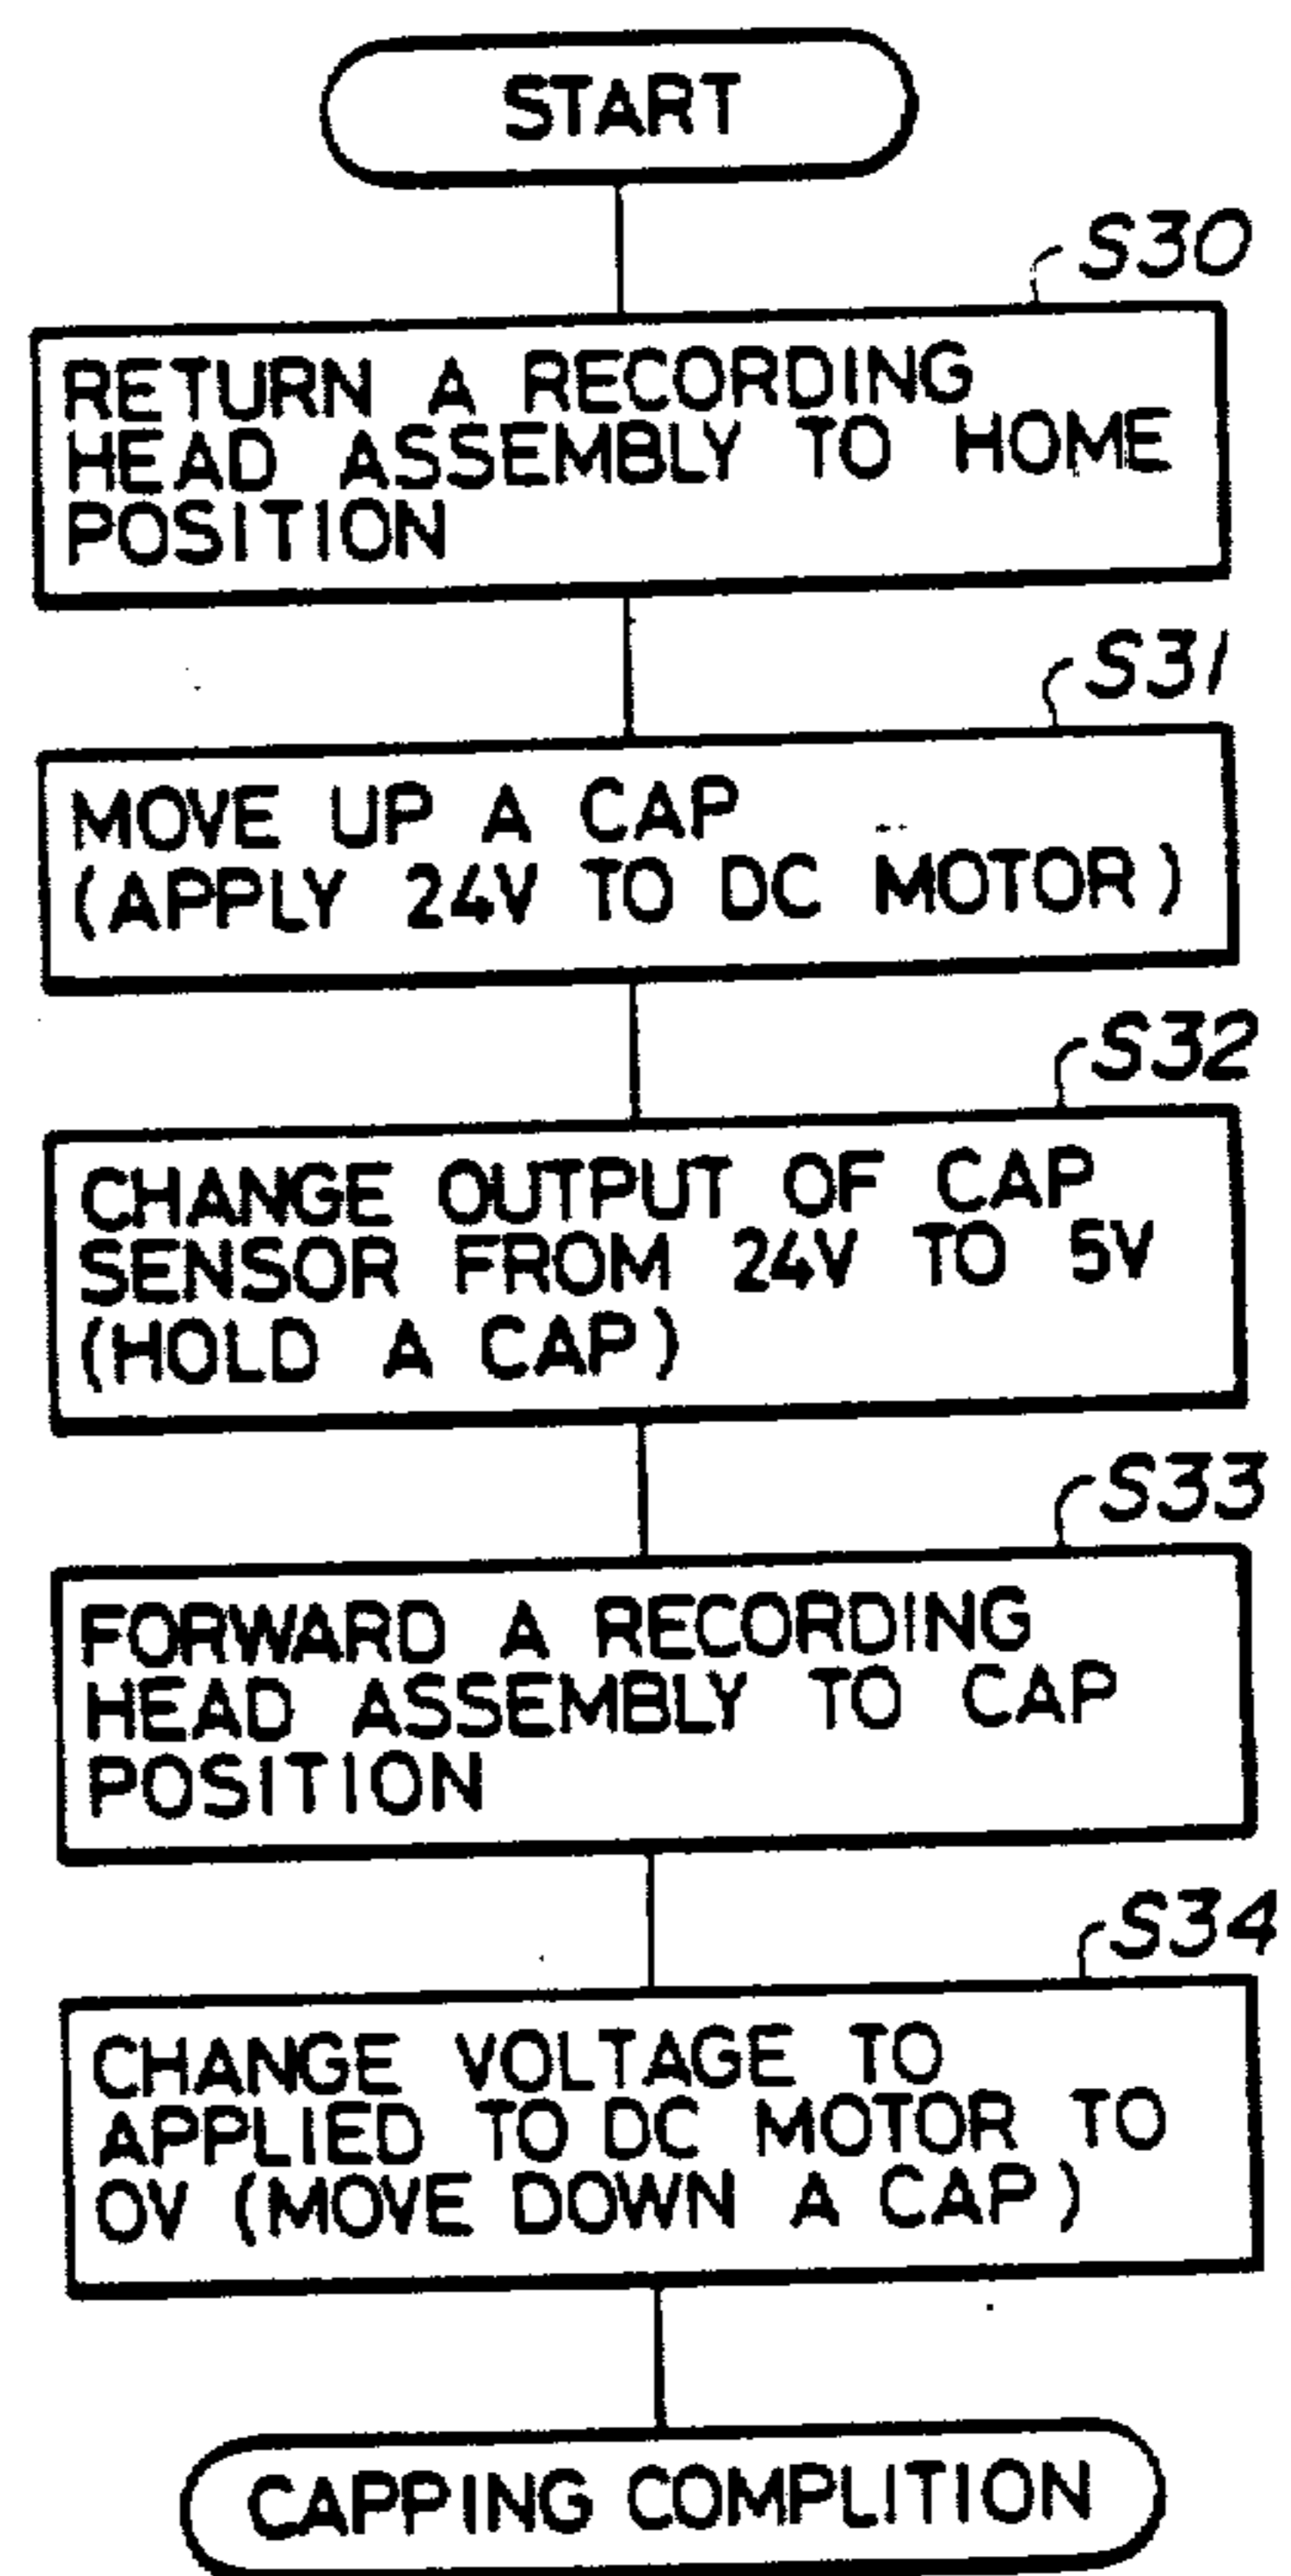 START
S30
RETURN A RECORDING
HEAD ASSEMBLY TO HOME
POSITION
S31
MOVE UP A CAP
(APPLY 24V TO DC MOTOR)
S32
CHANGE OUTPUT OF CAP
SENSOR FROM 24V TO 5V
(HOLD A CAP)
S33
FORWARD A RECORDING
HEAD ASSEMBLY TO CAP
POSITION
S34
CHANGE VOLTAGE TO
APPLIED TO DC MOTOR TO
0V (MOVE DOWN A CAP)
CAPPING COMPLITION